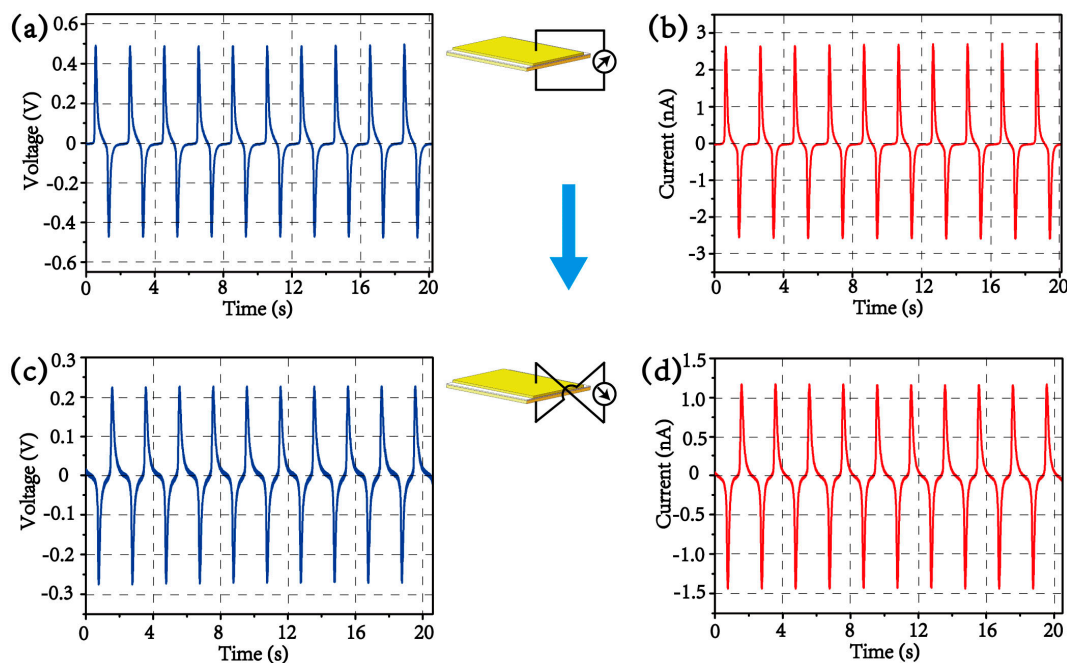 (a)
0.6
0.4
0.2
0
-0.2
-0.4
-0.6
Voltage (V)
0 4 8 12 16 20
Time (s)
(b)
3
2
1
0
-1
-2
-3
Current (nA)
0 4 8 12 16 20
Time (s)
(c)
0.3
0.2
0.1
0
-0.1
-0.2
-0.3
Voltage (V)
0 4 8 12 16 20
Time (s)
(d)
1.5
1.0
0.5
0
-0.5
-1.0
-1.5
Current (nA)
0 4 8 12 16 20
Time (s)